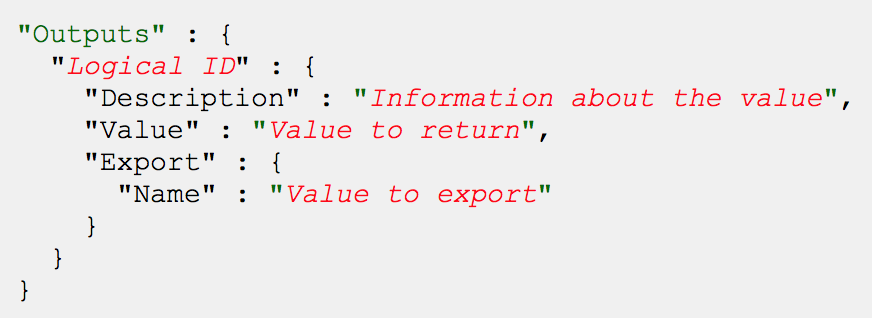 "Outputs" : {
"Logical ID" : {
"Description" : "Information about the value",
"Value" : "Value to return",
"Export" : {
"Name" : "Value to export"
}
}
}